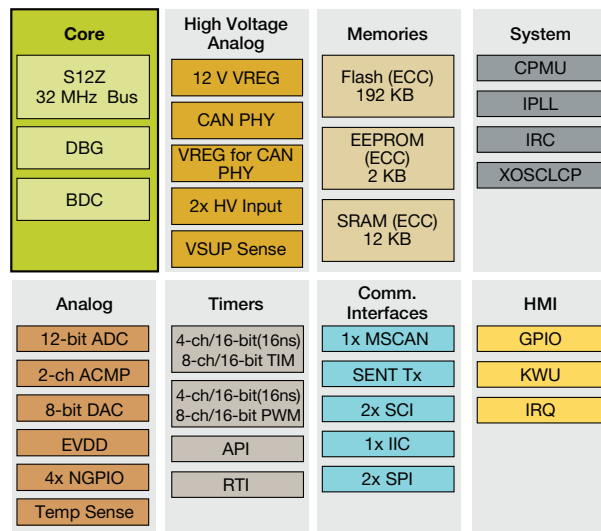 Core
S12Z
32 MHz Bus
DBG
BDC
High Voltage
Analog
12 V VREG
CAN PHY
VREG for CAN
PHY
2x HV Input
VSUP Sense
Memories
Flash (ECC)
192 KB
EEPROM
(ECC)
2 KB
SRAM (ECC)
12 KB
System
CPMU
IPLL
IRC
XOSCLCP
Analog
12-bit ADC
2-ch ACMP
8-bit DAC
EVDD
4x NGPIO
Temp Sense
Timers
4-ch/16-bit(16ns)
8-ch/16-bit TIM
4-ch/16-bit(16ns)
8-ch/16-bit PWM
API
RTI
Comm.
Interfaces
1x MSCAN
SENT Tx
2x SCI
1x IIC
2x SPI
HMI
GPIO
KWU
IRQ